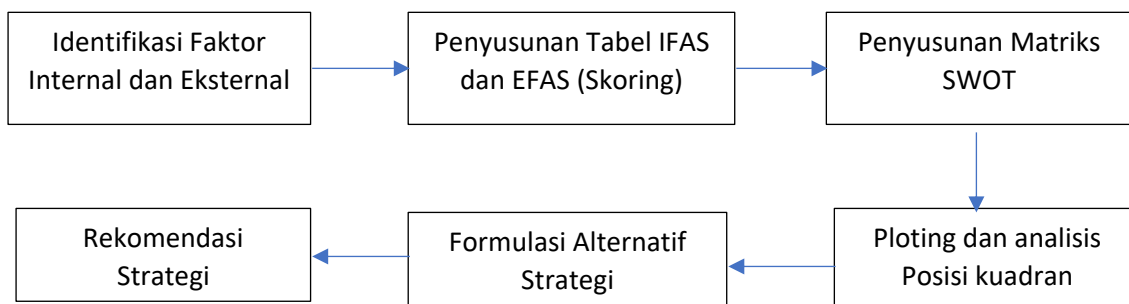 Identifikasi Faktor
Internal dan Eksternal
Penyusunan Tabel IFAS
dan EFAS (Skoring)
Penyusunan Matriks
SWOT
Ploting dan analisis
Posisi kuadran
Formulasi Alternatif
Strategi
Rekomendasi
Strategi